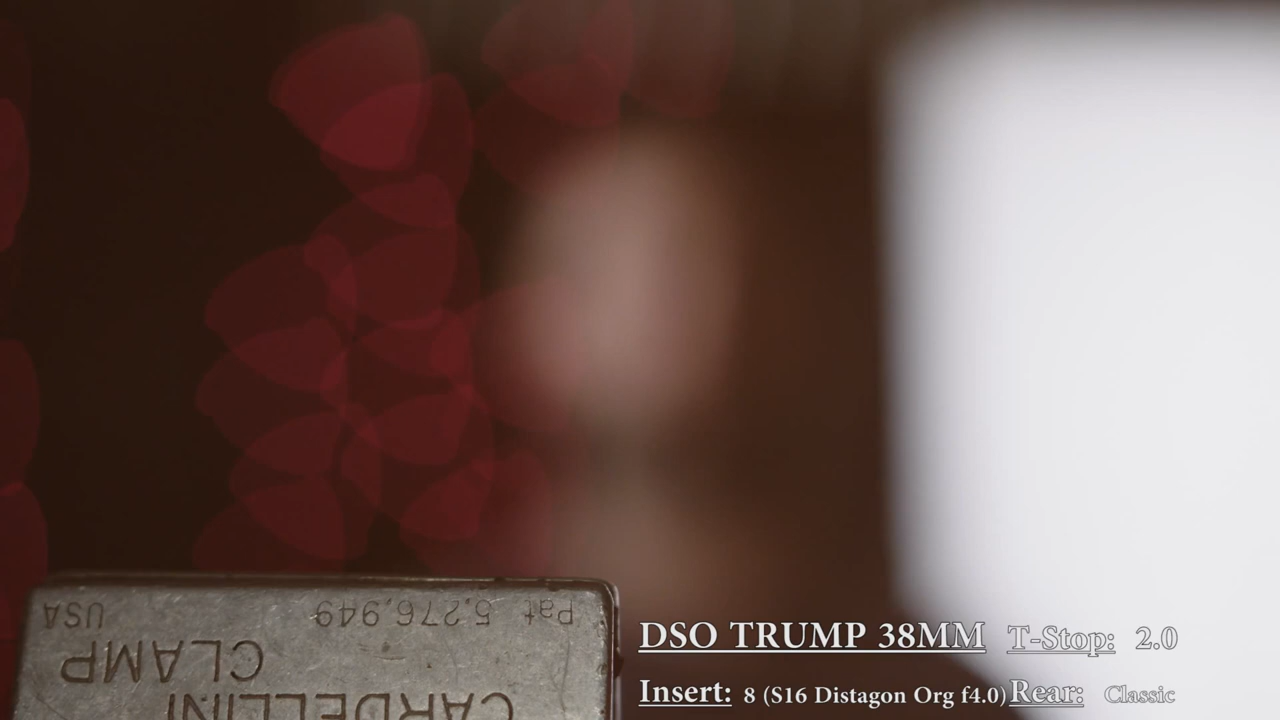 Pat 5,276,949 USA
CLAMP
CARDELLINI
DSO TRUMP 38MM T-Stop: 2.0
Insert: 8 (S16 Distagon Org f4.0) Rear: Classic